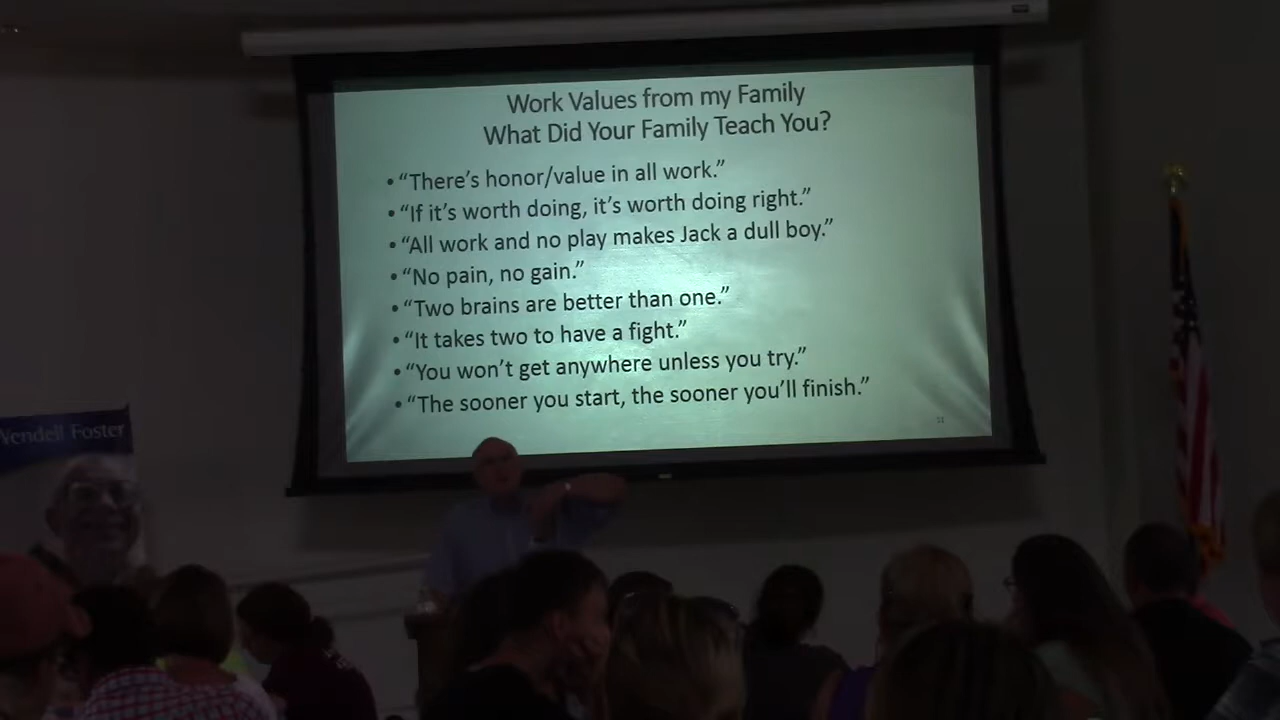 Work Values from my Family
What Did Your Family Teach You?
• “There’s honor/value in all work.”
• “If it’s worth doing, it’s worth doing right.”
• “All work and no play makes Jack a dull boy.”
• “No pain, no gain.”
• “Two brains are better than one.”
• “It takes two to have a fight.”
• “You won’t get anywhere unless you try.”
• “The sooner you start, the sooner you’ll finish.”
Wendell Foster